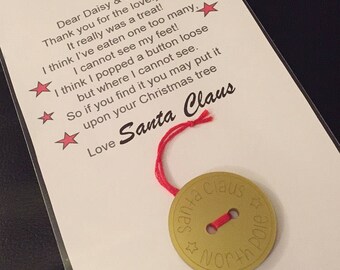 Dear Daisy &
Thank you for the lovely
It really was a treat!
I think I've eaten one too many
I cannot see my feet!
I think I popped a button loose
but where I cannot see.
So if you find it you may put it
upon your Christmas tree
Love Santa Claus
Santa Claus
North Pole